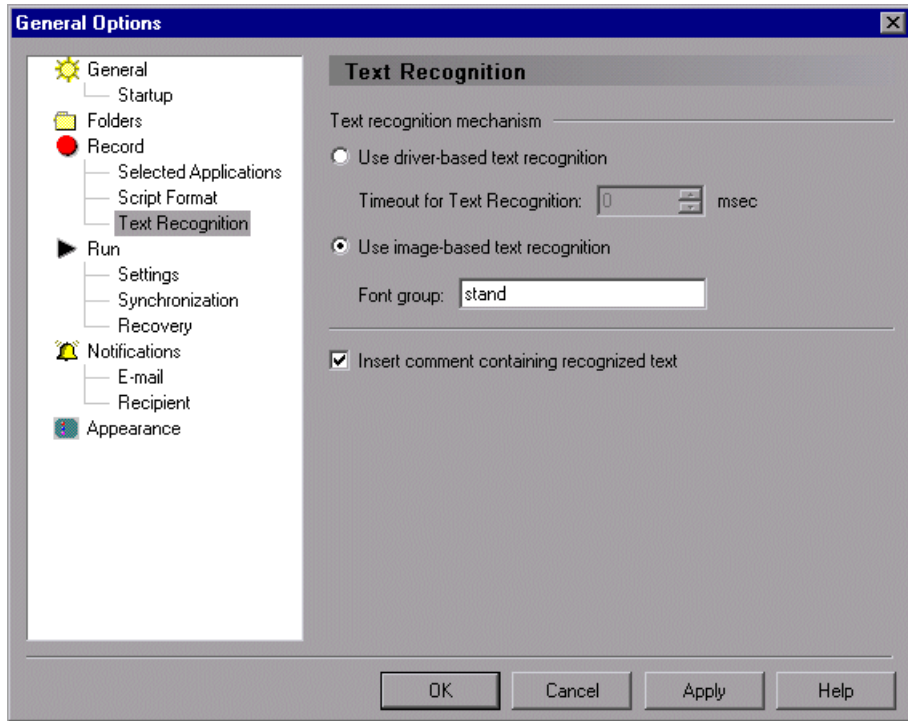 General Options
General
Startup
Folders
Record
Selected Applications
Script Format
Text Recognition
Run
Settings
Synchronization
Recovery
Notifications
E-mail
Recipient
Appearance
Text Recognition
Text recognition mechanism
Use driver-based text recognition
Timeout for Text Recognition: 0 msec
Use image-based text recognition
Font group: stand
Insert comment containing recognized text
OK Cancel Apply Help